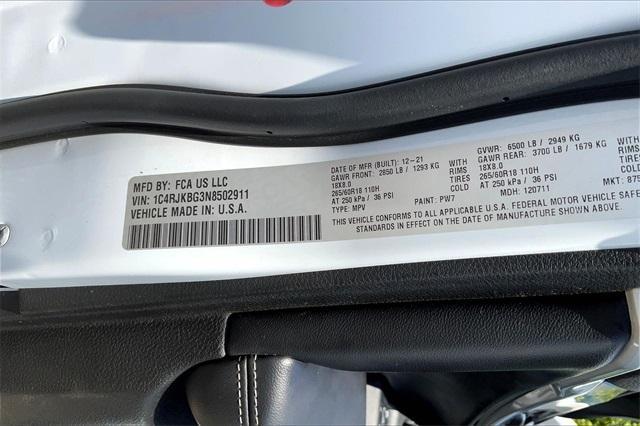 MFD BY: FCA US LLC
VIN: 1C4RJKBG3N8502911
VEHICLE MADE IN: U.S.A.
DATE OF MFR (BUILT): 12-21
GAWR FRONT: 2850 LB / 1293 KG WITH
18X8.0 RIMS
265/60R18 110H TIRES
AT 250 kPa / 36 PSI COLD
TYPE: MPV PAINT: PW7
GVWR: 6500 LB / 2949 KG
GAWR REAR: 3700 LB / 1679 KG WITH
18X8.0 RIMS
265/60R18 110H TIRES
AT 250 kPa / 36 PSI COLD
MDH: 120711 MKT:
THIS VEHICLE CONFORMS TO ALL APPLICABLE U.S.A. FEDERAL MOTOR VEHICLE SAFE
STANDARDS IN EFFECT ON THE DATE OF MANUFACTURE SHOWN ABOVE.